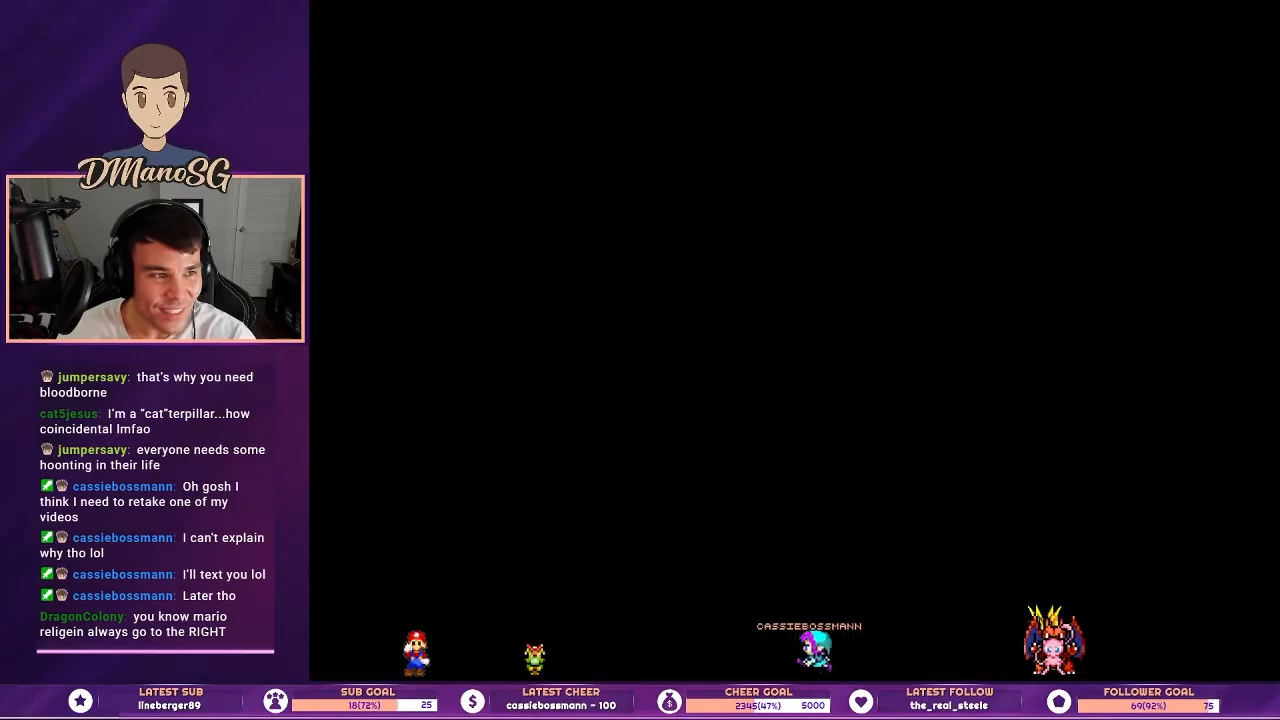 DManoSG
jumpersavy: that's why you need
bloodborne
cat5jesus: I'm a "cat"terpillar...how
coincidental lmfao
jumpersavy: everyone needs some
hoonting in their life
cassiebossmann: Oh gosh I
think I need to retake one of my
videos
cassiebossmann: I can't explain
why tho lol
cassiebossmann: I'll text you lol
cassiebossmann: Later tho
DragonColony: you know mario
religein always go to the RIGHT
CASSIEBOSSMANN
LATEST SUB
lineberger89
SUB GOAL
18(72%) 25
LATEST CHEER
cassiebossmann - 100
CHEER GOAL
2345(47%) 5000
LATEST FOLLOW
the_real_steele
FOLLOWER GOAL
69(92%) 75